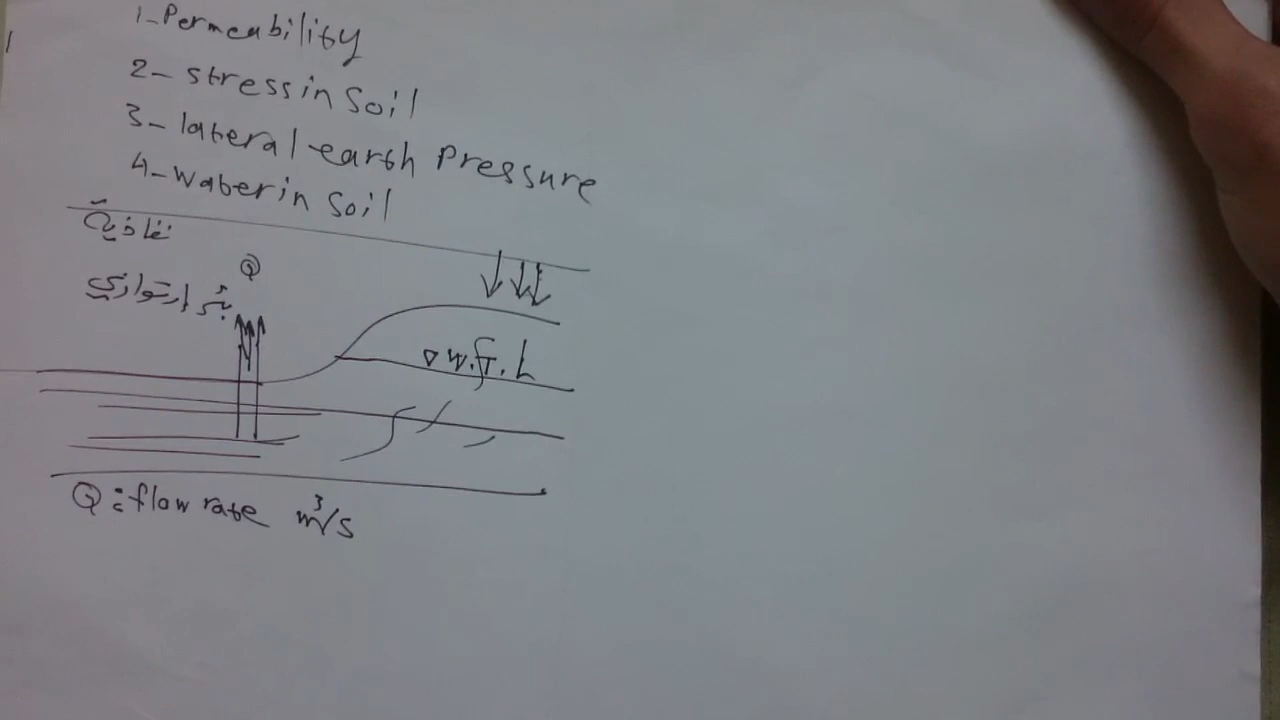 1-Permeability
2- stress in soil
3- lateral earth Pressure
4- water in soil
نفاذية
Q
بئر ارتوازي
w.G.L
Q: flow rate m³/s